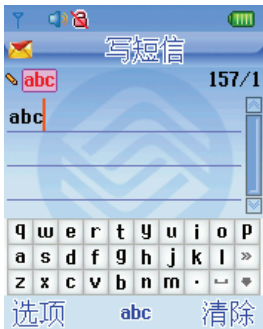 写短信
abc 157/1
abc
q w e r t y u i o p
a s d f g h j k l »
z x c v b n m ·
选项 abc 清除